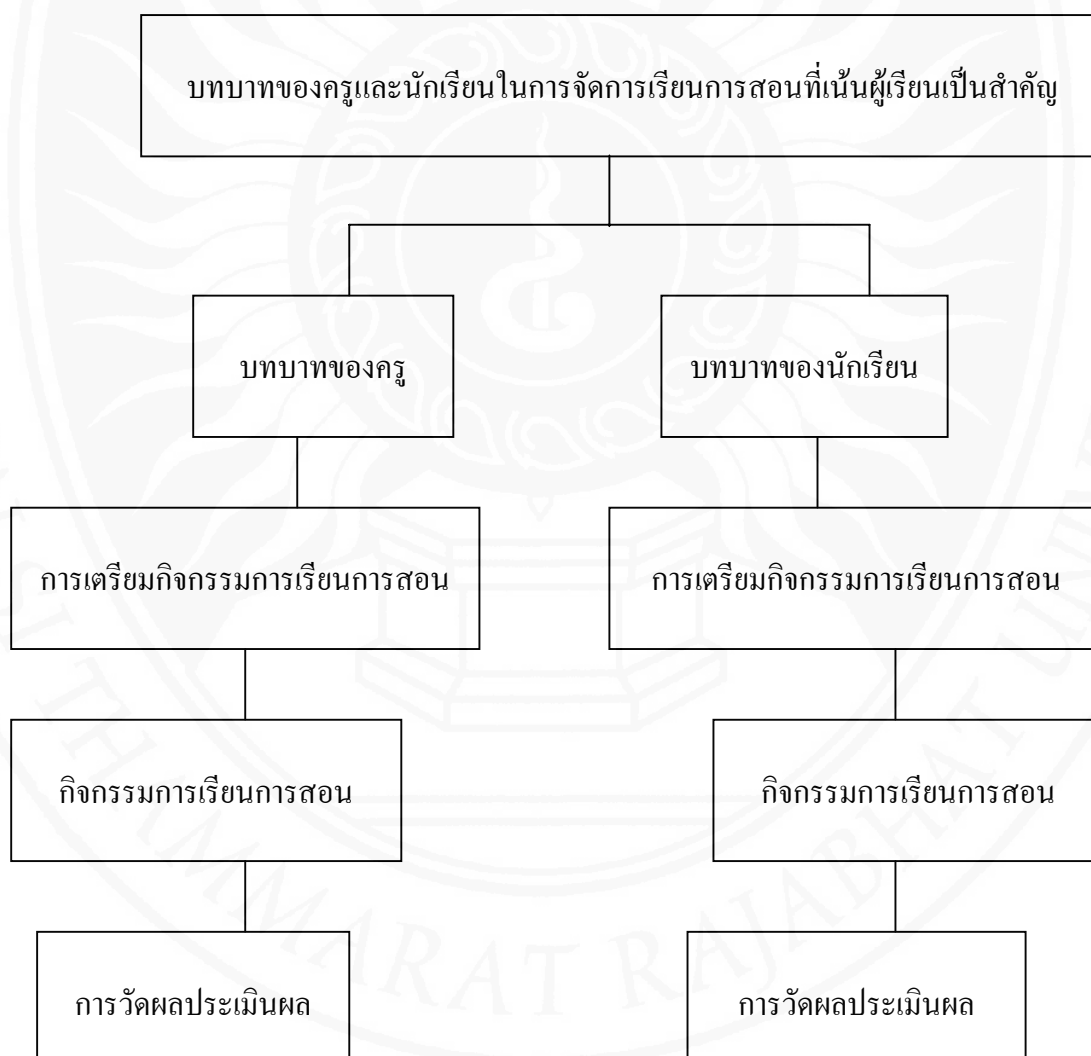 บทบาทของครูและนักเรียนในการจัดการเรียนการสอนที่เน้นผู้เรียนเป็นสำคัญ
บทบาทของครู
บทบาทของนักเรียน
การเตรียมกิจกรรมการเรียนการสอน
การเตรียมกิจกรรมการเรียนการสอน
กิจกรรมการเรียนการสอน
กิจกรรมการเรียนการสอน
การวัดผลประเมินผล
การวัดผลประเมินผล
THAMMARAT RAJABHAT UNI